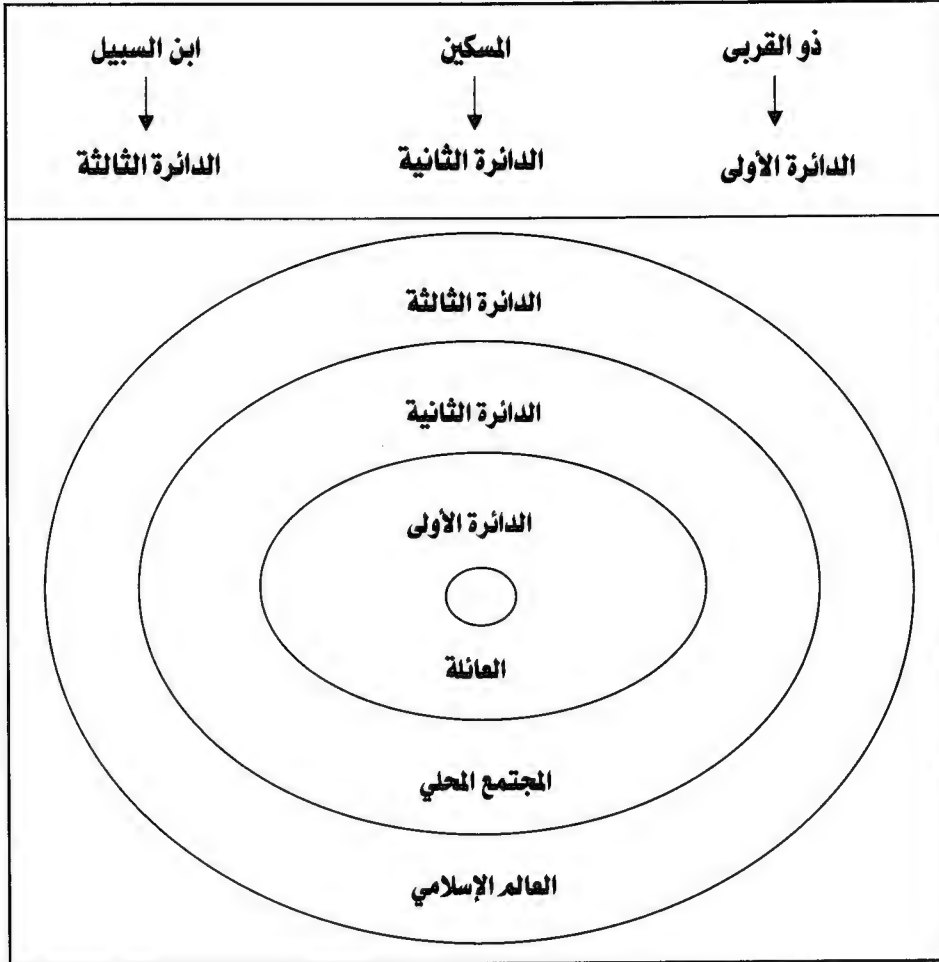 ذو القربى
المسكين
ابن السبيل
الدائرة الأولى
الدائرة الثانية
الدائرة الثالثة
الدائرة الثالثة
الدائرة الثانية
الدائرة الأولى
العائلة
المجتمع المحلي
العالم الإسلامي